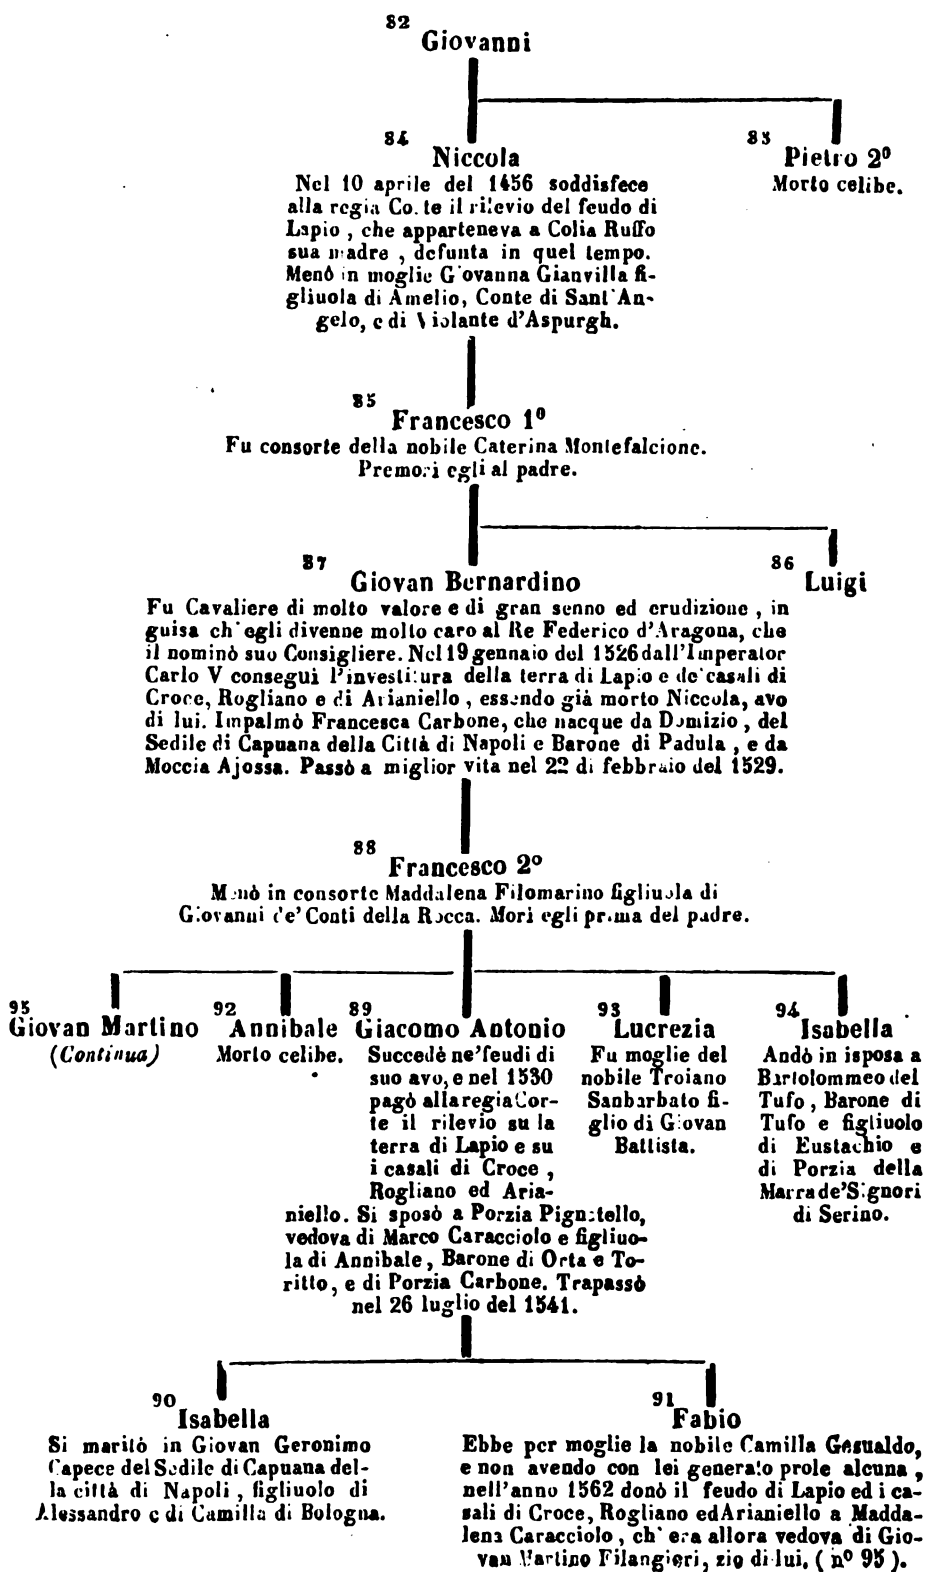 82
Giovanni
84
Niccola
Nel 10 aprile del 1456 soddisfece
alla regia Co.te il rilevio del feudo di
Lapio, che apparteneva a Colia Ruffo
sua madre, defunta in quel tempo.
Menò in moglie Giovanna Gianvilla fi-
gliuola di Amelio, Conte di Sant'An-
gelo, e di Violante d'Aspurgh.
83
Pietro 2º
Morto celibe.
85
Francesco 1º
Fu consorte della nobile Caterina Montefalcione.
Premori egli al padre.
87
Giovan Bernardino
Fu Cavaliere di molto valore e di gran senno ed erudizione, in
guisa ch'egli divenne molto caro al Re Federico d'Aragona, che
il nominò suo Consigliere. Nel 19 gennaio del 1526 dall'Imperator
Carlo V conseguì l'investitura della terra di Lapio e de'casali di
Croce, Rogliano e di Arianiello, essendo già morto Niccola, avo
di lui. Impalmò Francesca Carbone, che nacque da Domizio, del
Sedile di Capuana della Città di Napoli e Barone di Padula, e da
Moccia Ajossa. Passò a miglior vita nel 22 di febbraio del 1529.
86
Luigi
88
Francesco 2º
Menò in consorte Maddalena Filomarino figliuola di
Giovanni de' Conti della Rocca. Mori egli prima del padre.
95
Giovan Martino
(Continua)
92
Annibale
Morto celibe.
89
Giacomo Antonio
Succedè ne'feudi di
suo avo, e nel 1530
pagò alla regia Cor-
te il rilevio su la
terra di Lapio e su
i casali di Croce,
Rogliano ed Aria-
niello. Si sposò a Porzia Pignatello,
vedova di Marco Caracciolo e figliuo-
la di Annibale, Barone di Orta e To-
ritto, e di Porzia Carbone. Trapassò
nel 26 luglio del 1541.
93
Lucrezia
Fu moglie del
nobile Troiano
Sanbarbato fi-
glio di Giovan
Battista.
94
Isabella
Andò in isposa a
Bartolommeo del
Tufo, Barone di
Tufo e figliuolo
di Eustachio e
di Porzia della
Marra de'Signori
di Serino.
90
Isabella
Si maritò in Giovan Geronimo
Capece del Sedile di Capuana del-
la città di Napoli, figliuolo di
Alessandro e di Camilla di Bologna.
91
Fabio
Ebbe per moglie la nobile Camilla Gesualdo,
e non avendo con lei generato prole alcuna,
nell'anno 1562 donò il feudo di Lapio ed i ca-
sali di Croce, Rogliano ed Arianiello a Madda-
lena Caracciolo, ch' era allora vedova di Gio-
van Martino Filangieri, zio di lui. (nº 95).